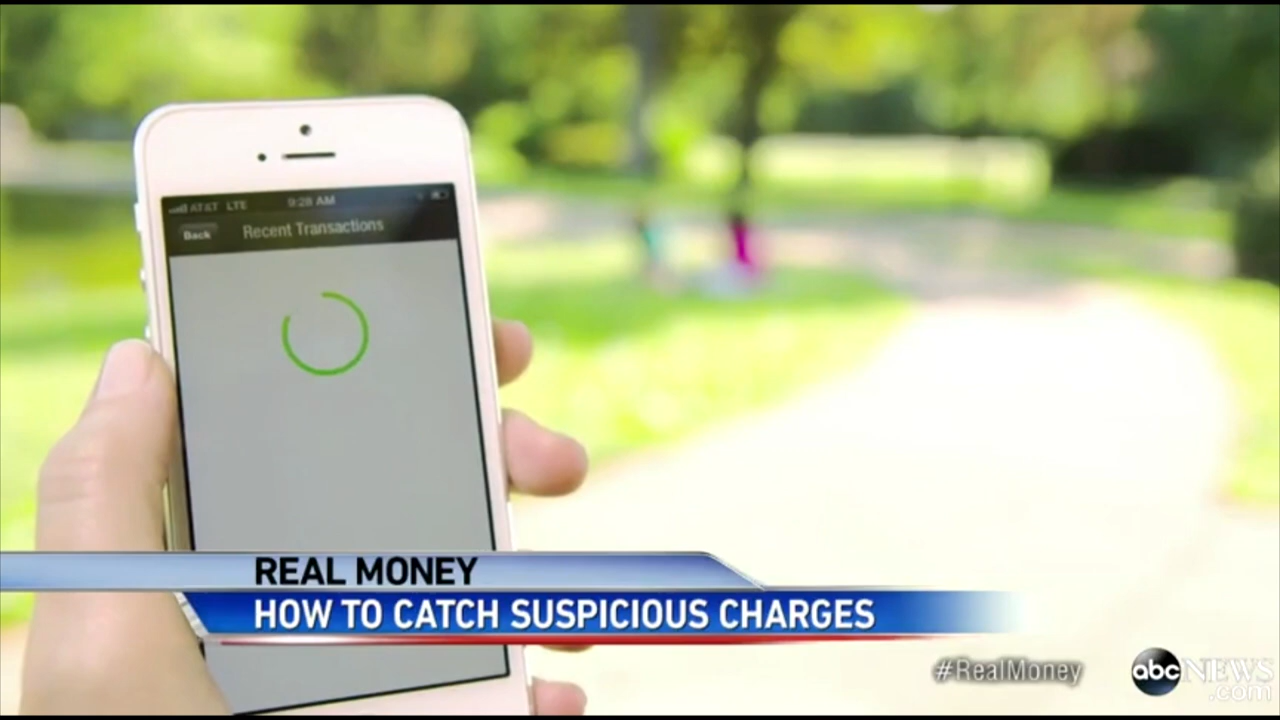 AT&T LTE 9:28 AM
Back Recent Transactions
REAL MONEY
HOW TO CATCH SUSPICIOUS CHARGES
#RealMoney
abc NEWS
.com